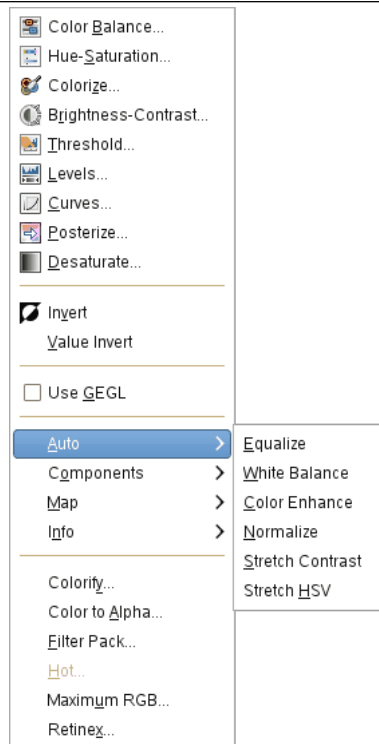 Color Balance...
Hue-Saturation...
Colorize...
Brightness-Contrast...
Threshold...
Levels...
Curves...
Posterize...
Desaturate...
Invert
Value Invert
Use GEGL
Auto
Components
Map
Info
Equalize
White Balance
Color Enhance
Normalize
Stretch Contrast
Stretch HSV
Colorify...
Color to Alpha...
Filter Pack...
Hot...
Maximum RGB...
Retinex...